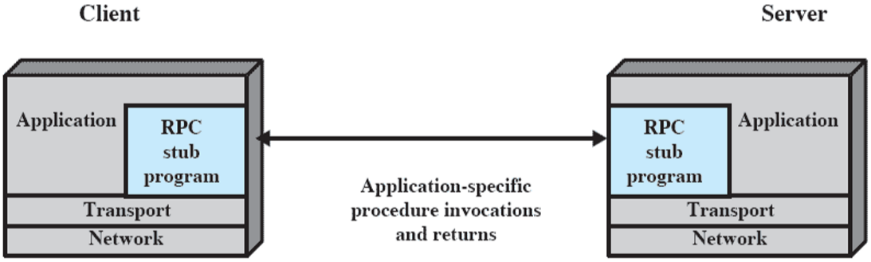 Client
Server
Application
RPC
stub
program
Transport
Network
Application-specific
procedure invocations
and returns
RPC
stub
program
Application
Transport
Network